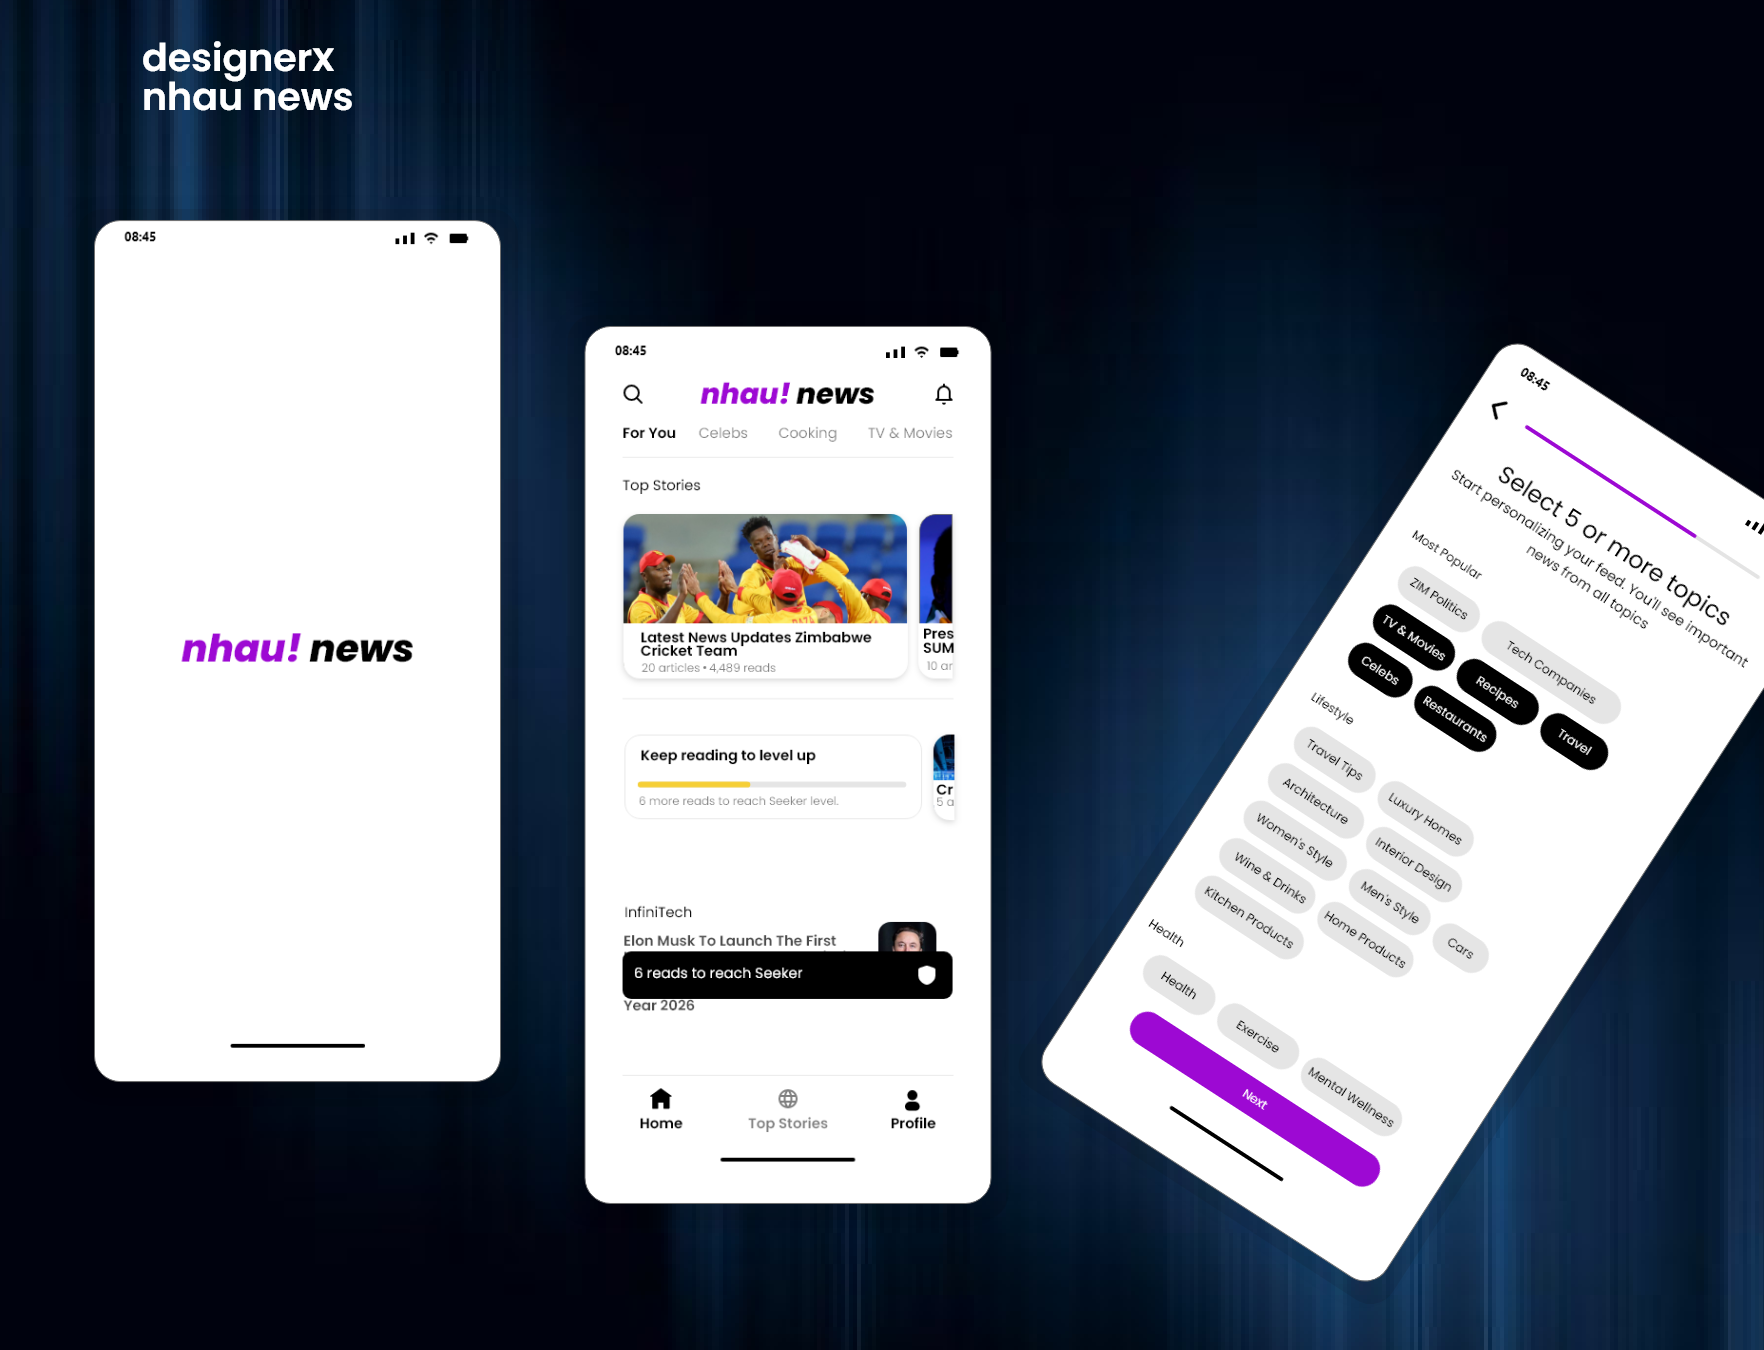 designerx
nhau news
08:45
nhau! news
08:45
nhau! news
For You Celebs Cooking TV & Movies
Top Stories
Latest News Updates Zimbabwe
Cricket Team
20 articles • 4,489 reads
Pres
SUM
10 ar
Keep reading to level up
6 more reads to reach Seeker level.
Cr
5 a
InfiniTech
Elon Musk To Launch The First
6 reads to reach Seeker
Year 2026
Home Top Stories Profile
08:45
Select 5 or more topics
Start personalizing your feed. You'll see important
news from all topics
Most Popular
ZIM Politics Tech Companies
TV & Movies Recipes Travel
Celebs Restaurants
Lifestyle
Travel Tips Luxury Homes
Architecture Interior Design
Women's Style Men's Style Cars
Wine & Drinks Home Products
Kitchen Products
Health
Health Exercise Mental Wellness
Next